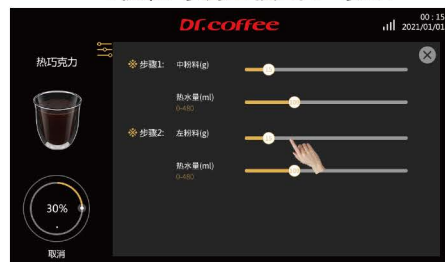 Dr.coffee
00 : 15
2021/01/01
热巧克力
步骤1: 中粉料(g)
热水量(ml)
0-480
步骤2: 左粉料(g)
热水量(ml)
0-480
30%
取消